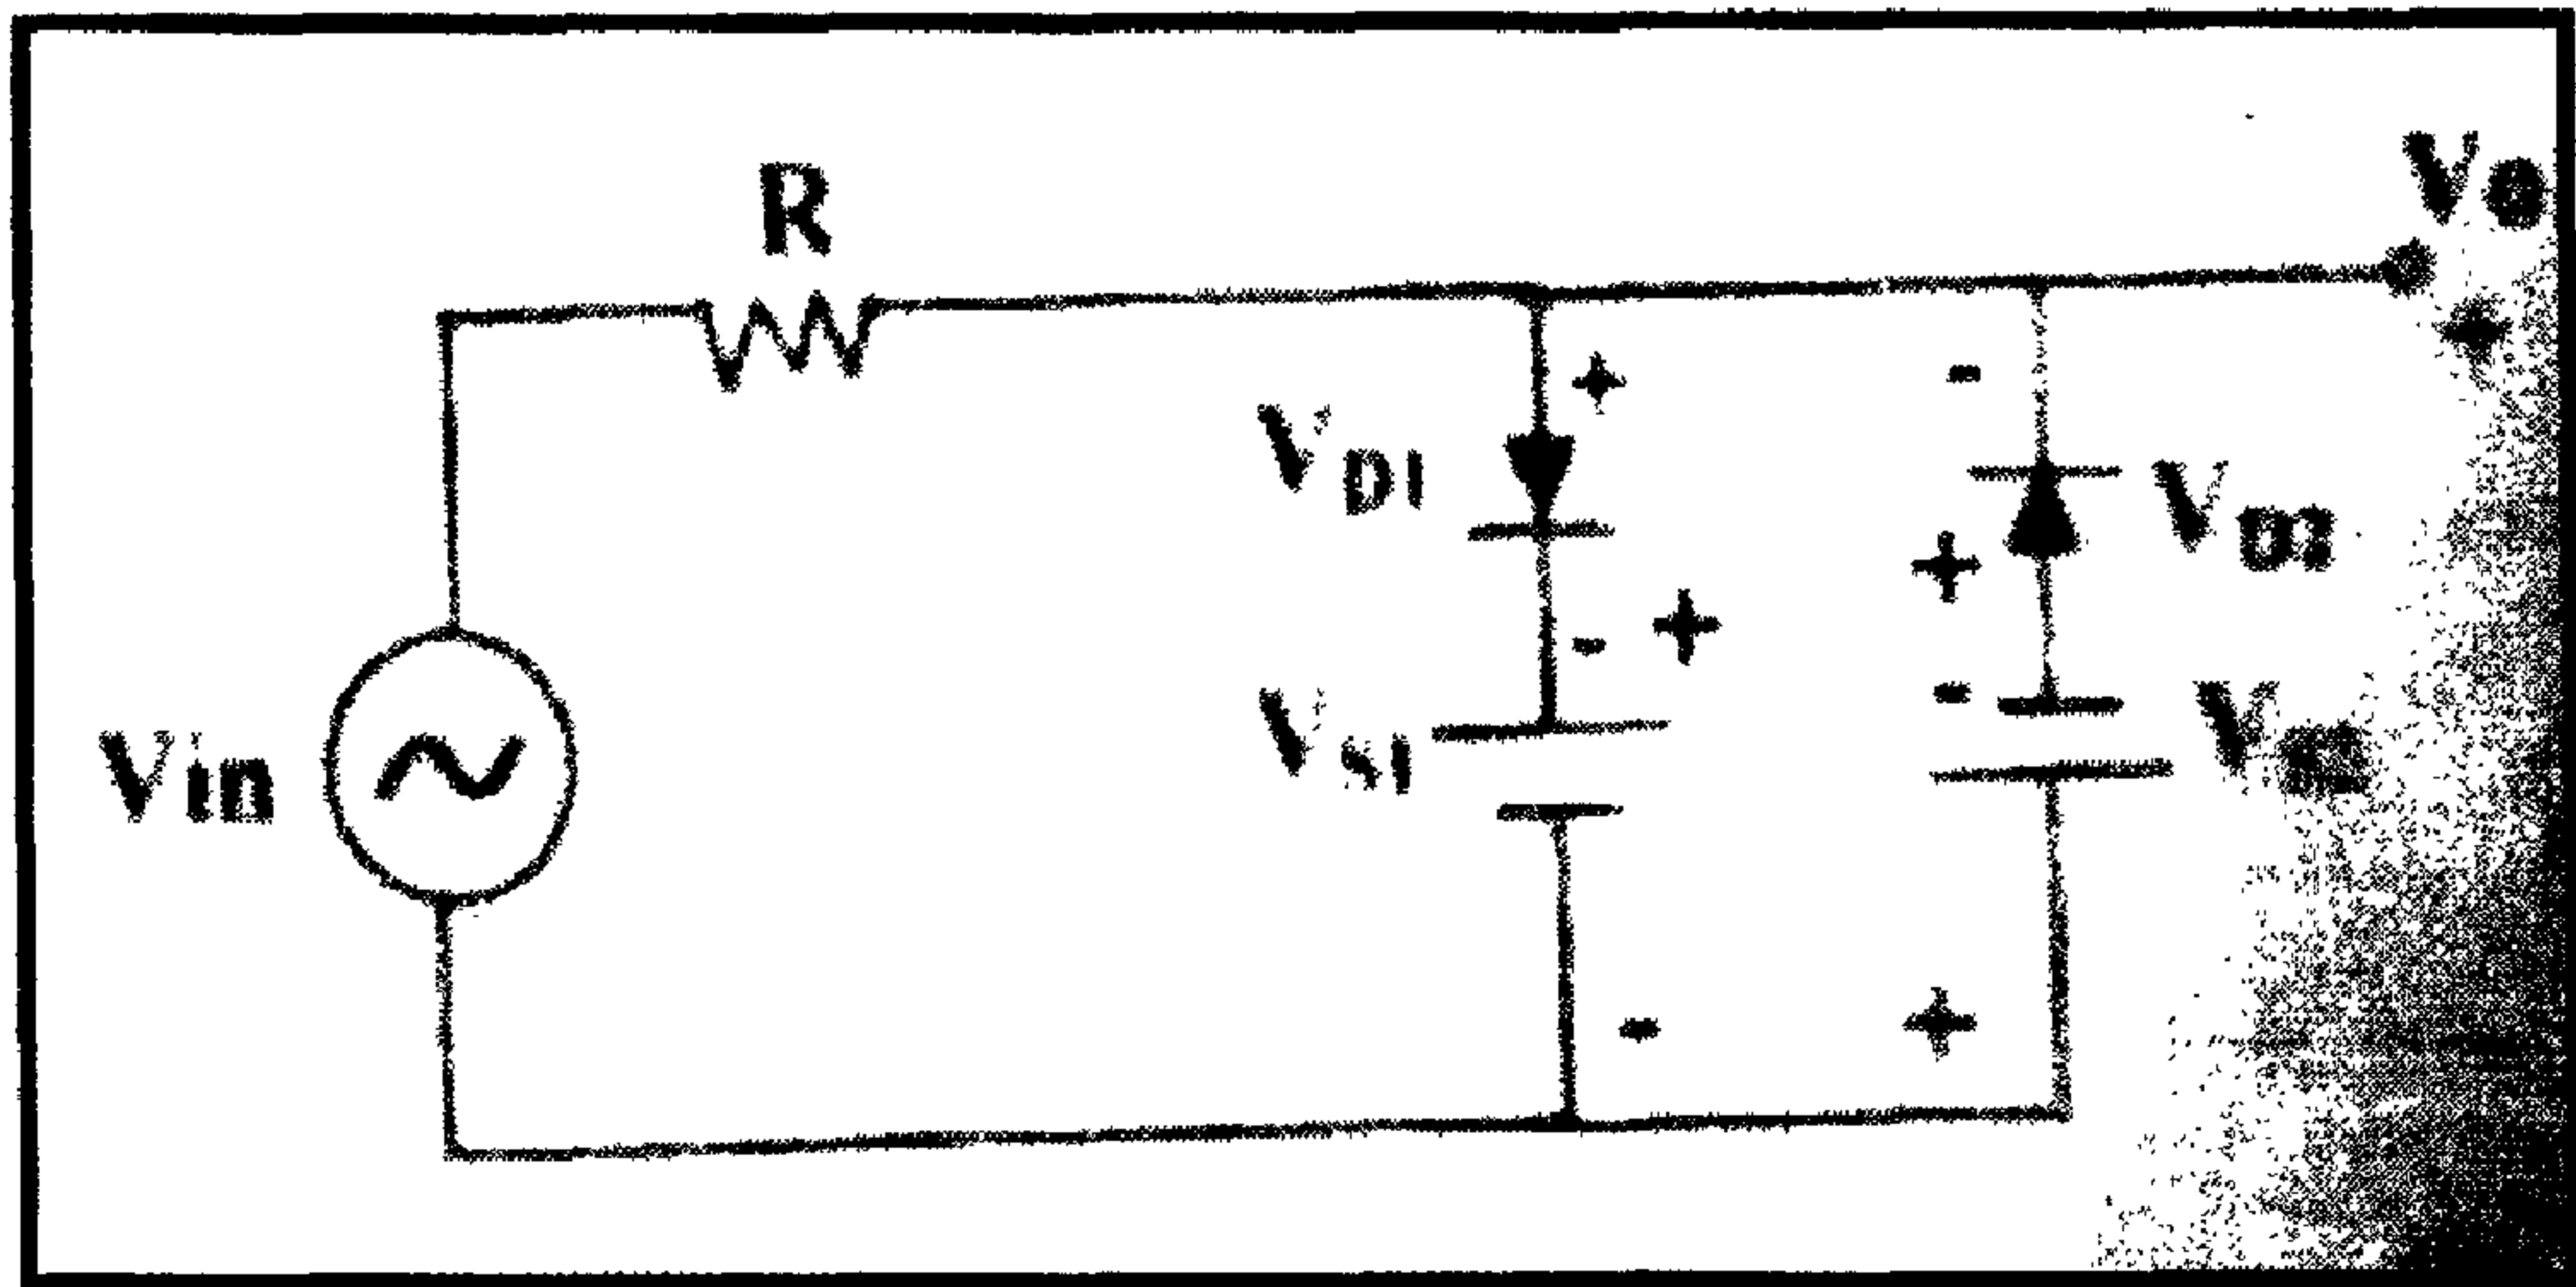 R
Vo
+
+
-
VD1
VD2
+
-
+
-
VS1
Vin
-
+